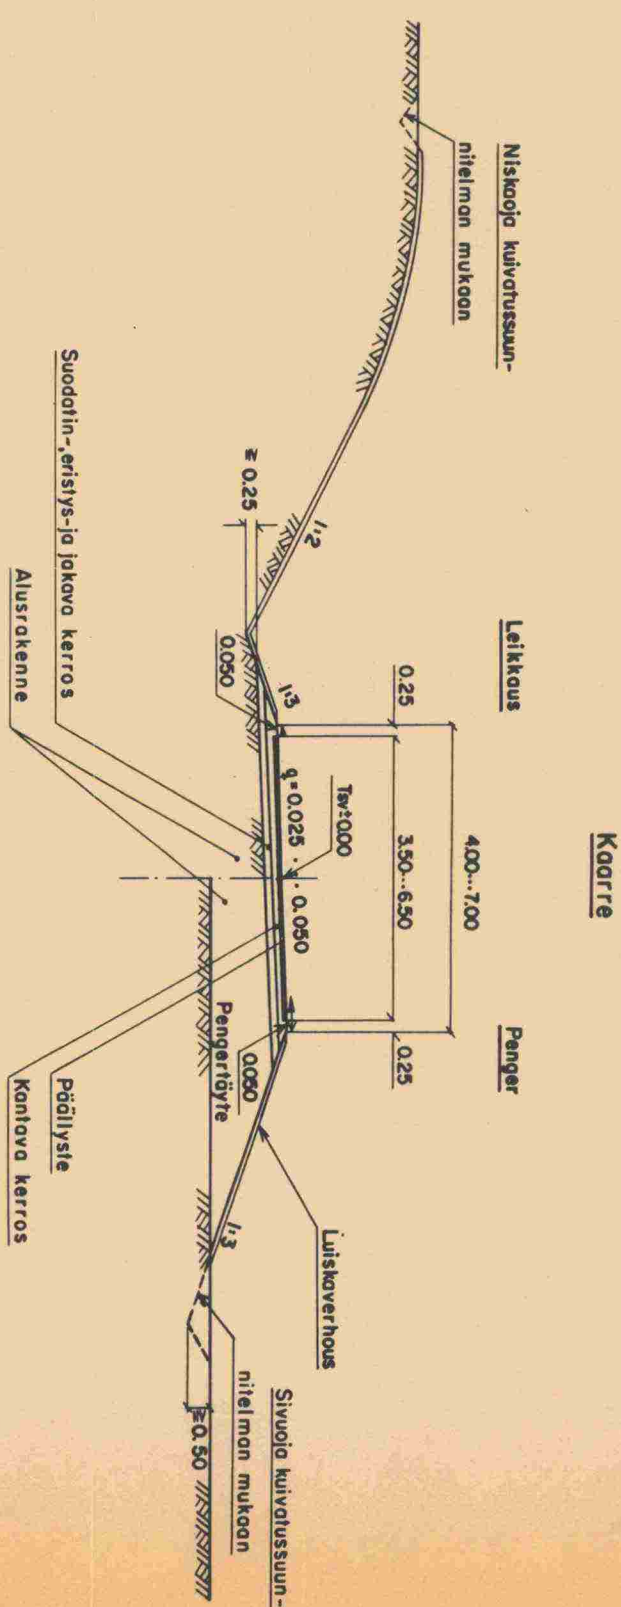 Kaarre
Niskaoja kuivatussuun-
nitelman mukaan
Leikkaus
Penger
4.00...7.00
0.25
3.50...6.50
0.25
Tsv±0.00
q=0.025...0.050
1:2
≥ 0.25
1:3
0.050
0.050
Pengertäyte
Luiskaverhous
1:3
Sivuoja kuivatussuun-
nitelman mukaan
≥0.50
Suodatin-,eristys-ja jakava kerros
Alusrakenne
Päällyste
Kantava kerros